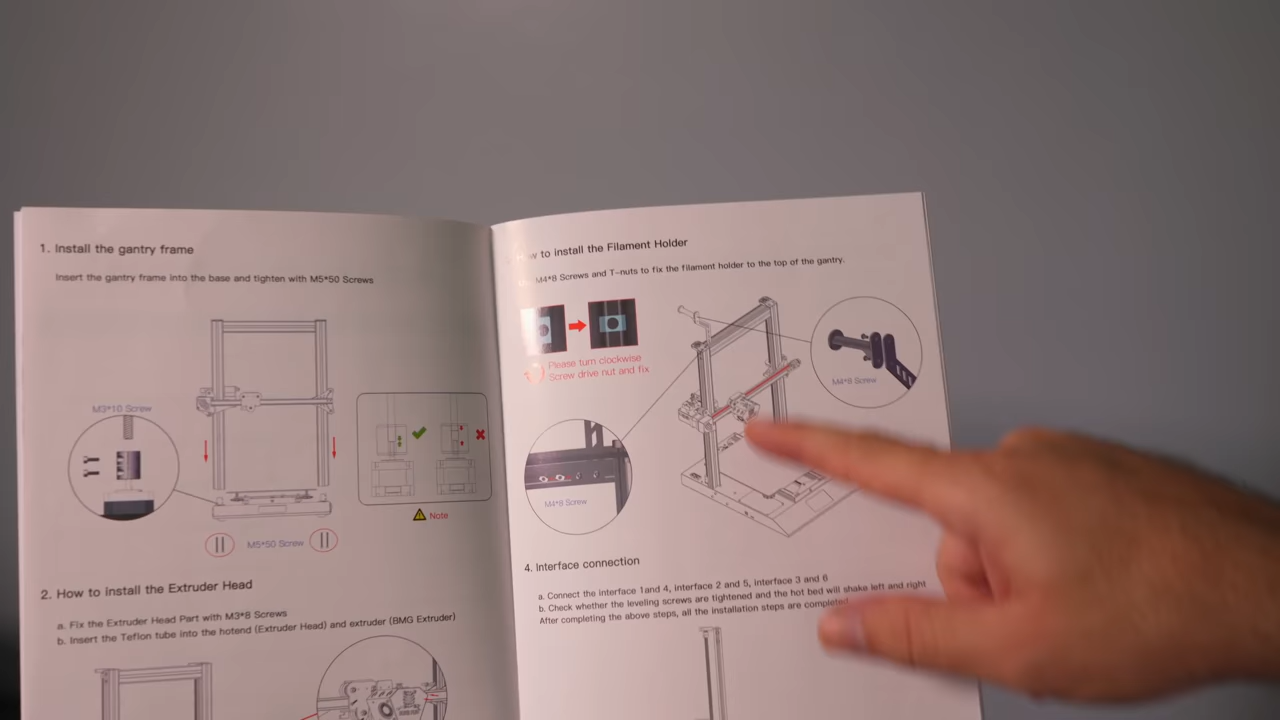 1. Install the gantry frame
Insert the gantry frame into the base and tighten with M5*50 Screws
M3*10 Screw
Note
M5*50 Screw
2. How to install the Extruder Head
a. Fix the Extruder Head Part with M3*8 Screws
b. Insert the Teflon tube into the hotend (Extruder Head) and extruder (BMG Extruder)
to install the Filament Holder
M4*8 Screws and T-nuts to fix the filament holder to the top of the gantry.
Please turn clockwise
Screw drive nut and fix
M4*8 Screw
M4*8 Screw
4. Interface connection
a. Connect the interface 1and 4, interface 2 and 5, Interface 3 and 6
b. Check whether the leveling screws are tightened and the hot bed will shake left and right
After completing the above steps, all the installation steps are completed